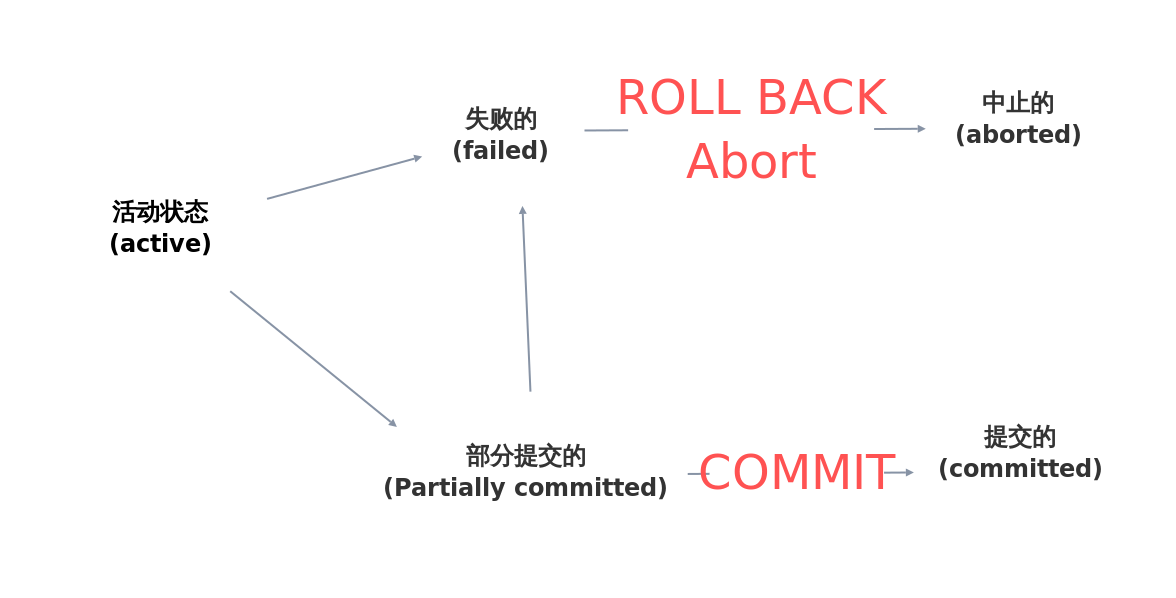 失败的
(failed)
ROLL BACK
Abort
中止的
(aborted)
活动状态
(active)
部分提交的
(Partially committed)
COMMIT
提交的
(committed)